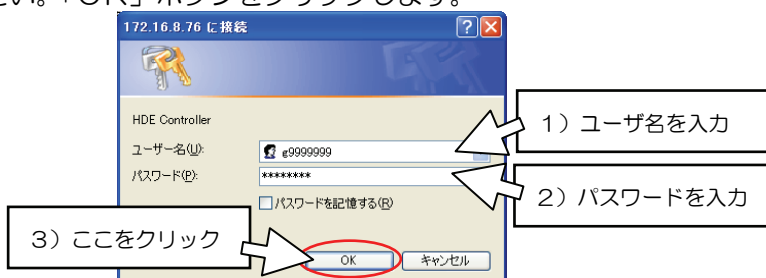 さい。「OK」ボタンをクリックします。
172.16.8.76 に接続
HDE Controller
1）ユーザ名を入力
ユーザー名(U):
g9999999
パスワード(P):
********
2）パスワードを入力
パスワードを記憶する(R)
3）ここをクリック
OK
キャンセル